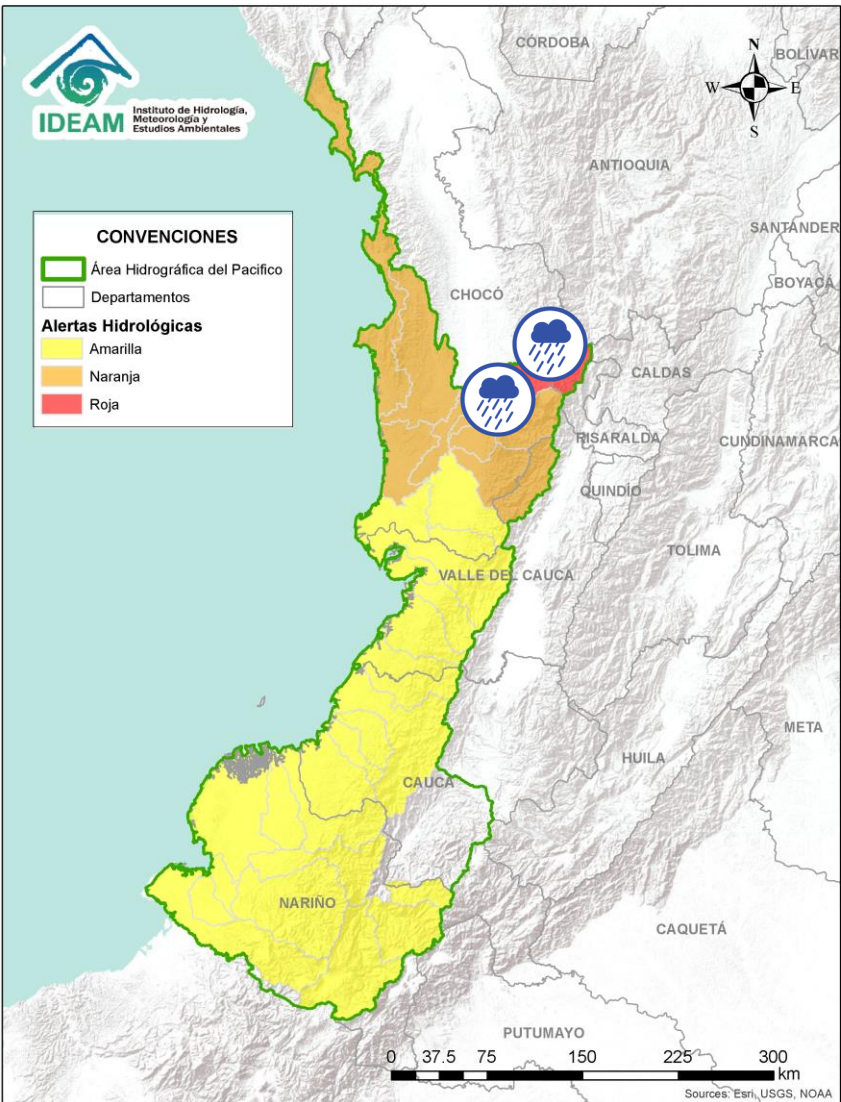 IDEAM
Instituto de Hidrología,
Meteorología y
Estudios Ambientales
CÓRDOBA
BOLIVAR
N
W
E
S
ANTIOQUIA
SANTANDER
BOYACÁ
CONVENCIONES
Área Hidrográfica del Pacifico
Departamentos
Alertas Hidrológicas
Amarilla
Naranja
Roja
CHOCÓ
CALDAS
RISARALDA
CUNDINAMARCA
QUINDÍO
TOLIMA
VALLE DEL CAUCA
META
HUILA
CAUCA
NARIÑO
CAQUETÁ
PUTUMAYO
0 37.5 75 150 225 300
km
Sources: Esri, USGS, NOAA